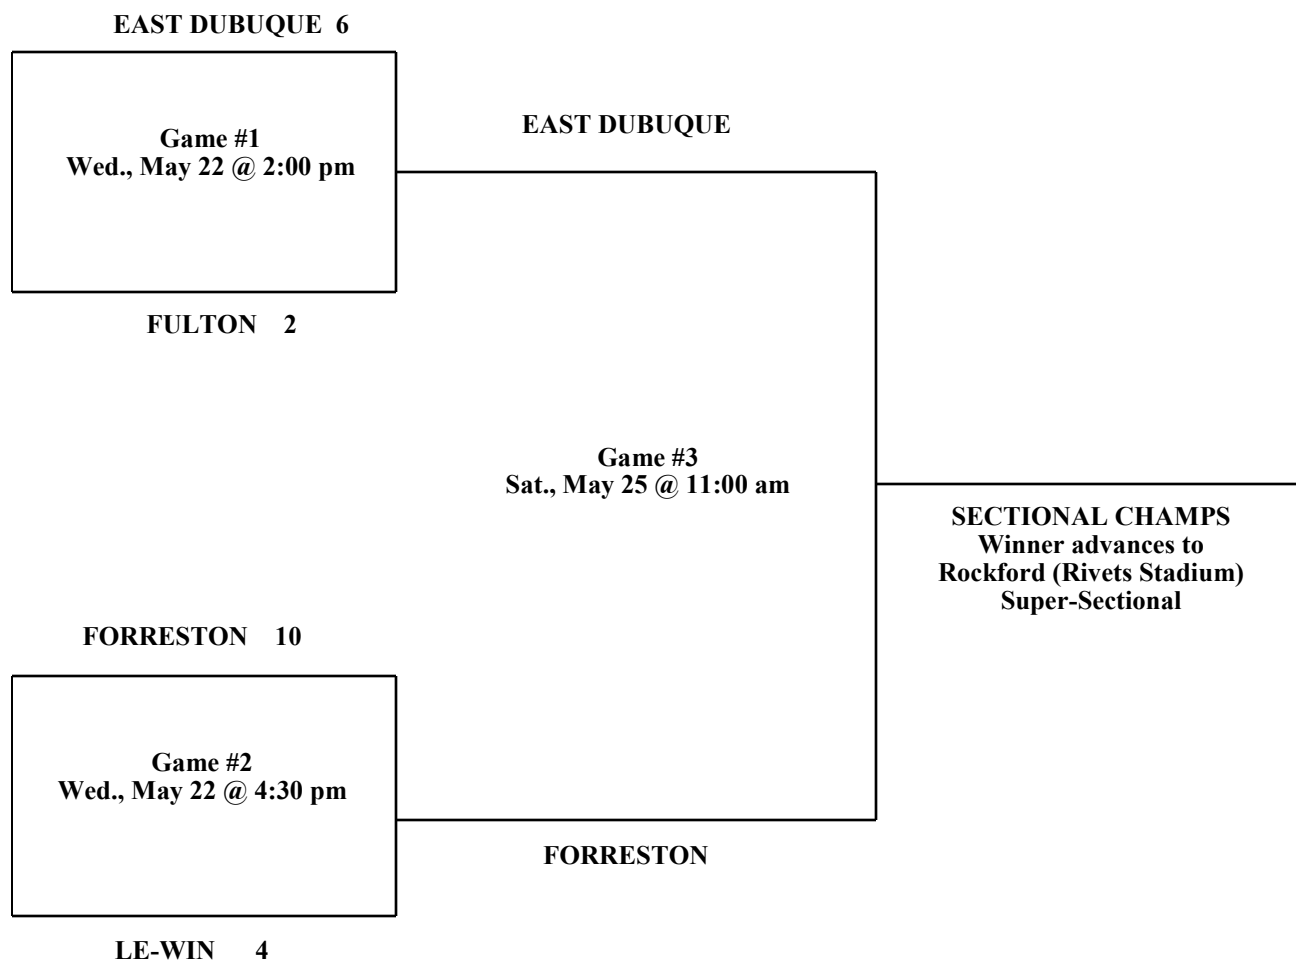 EAST DUBUQUE 6
Game #1
Wed., May 22 @ 2:00 pm
FULTON 2
EAST DUBUQUE
Game #3
Sat., May 25 @ 11:00 am
SECTIONAL CHAMPS
Winner advances to
Rockford (Rivets Stadium)
Super-Sectional
FORRESTON 10
Game #2
Wed., May 22 @ 4:30 pm
FORRESTON
LE-WIN 4